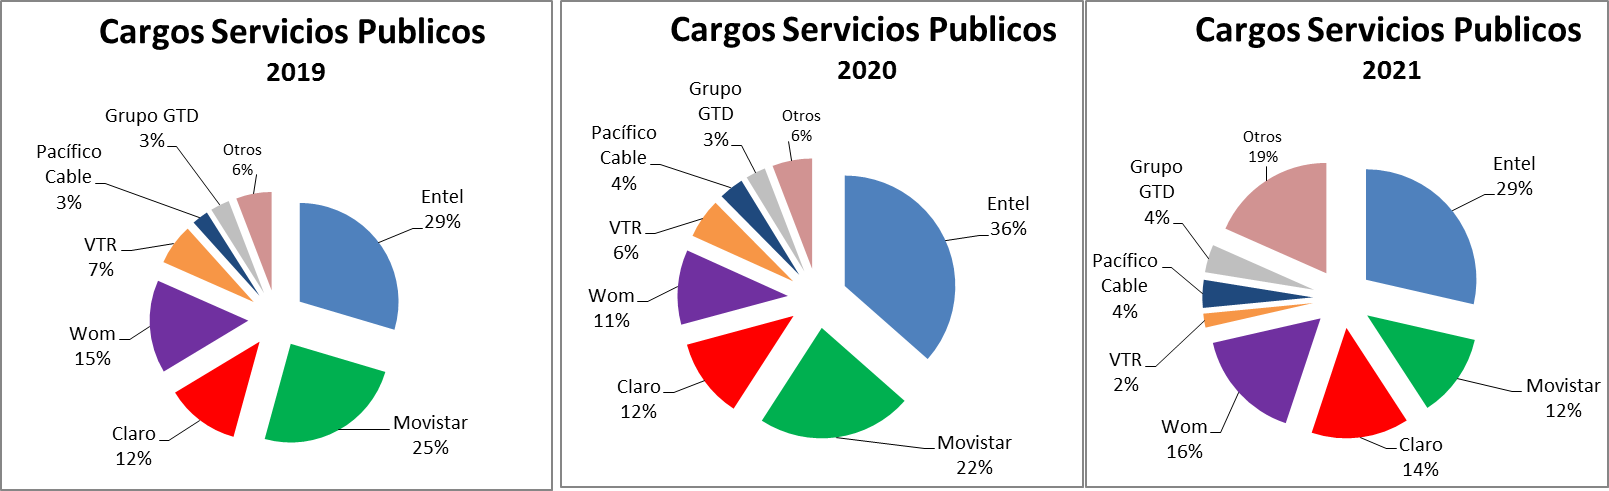 Cargos Servicios Publicos
2019
Grupo GTD
3%
Otros
6%
Pacífico
Cable
3%
Entel
29%
VTR
7%
Wom
15%
Claro
12%
Movistar
25%
Cargos Servicios Publicos
2020
Grupo
GTD
3%
Otros
6%
Pacífico
Cable
4%
Entel
36%
VTR
6%
Wom
11%
Claro
12%
Movistar
22%
Cargos Servicios Publicos
2021
Otros
19%
Grupo
GTD
4%
Entel
29%
Pacífico
Cable
4%
VTR
2%
Movistar
12%
Wom
16%
Claro
14%